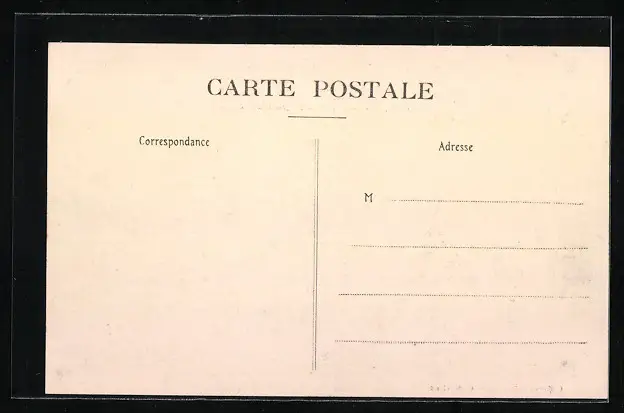 CARTE POSTALE
Correspondance
Adresse
M